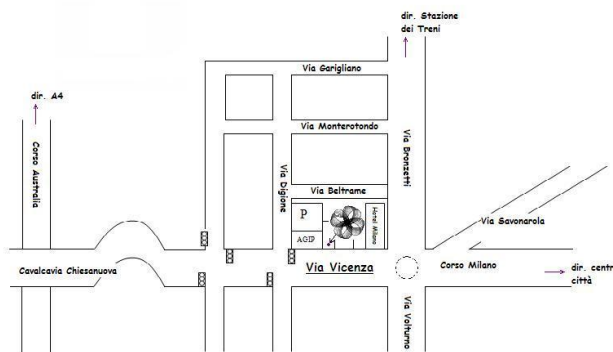 dir. Stazione
dei Treni
Via Garigliano
dir. A4
Via Monterotondo
Corso Australia
Via Bronzetti
Via Digione
Via Beltrame
P
Hotel Milano
AGIP
Via Savonarola
Cavalcavia Chiesanuova
Via Vicenza
Corso Milano
dir. centr
città
Via Volturno